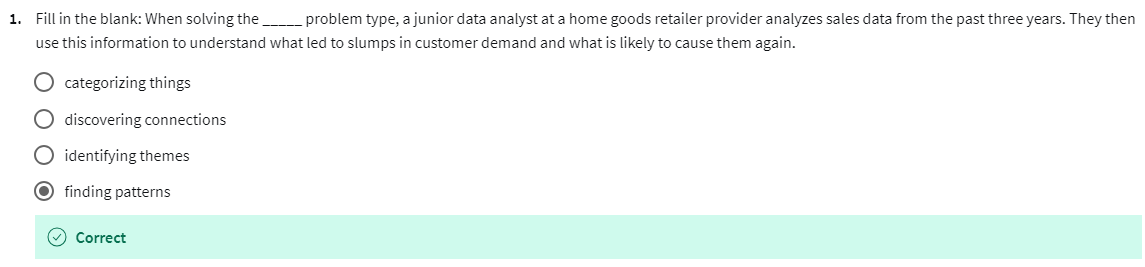 1. Fill in the blank: When solving the _____ problem type, a junior data analyst at a home goods retailer provider analyzes sales data from the past three years. They then
use this information to understand what led to slumps in customer demand and what is likely to cause them again.
categorizing things
discovering connections
identifying themes
finding patterns
Correct